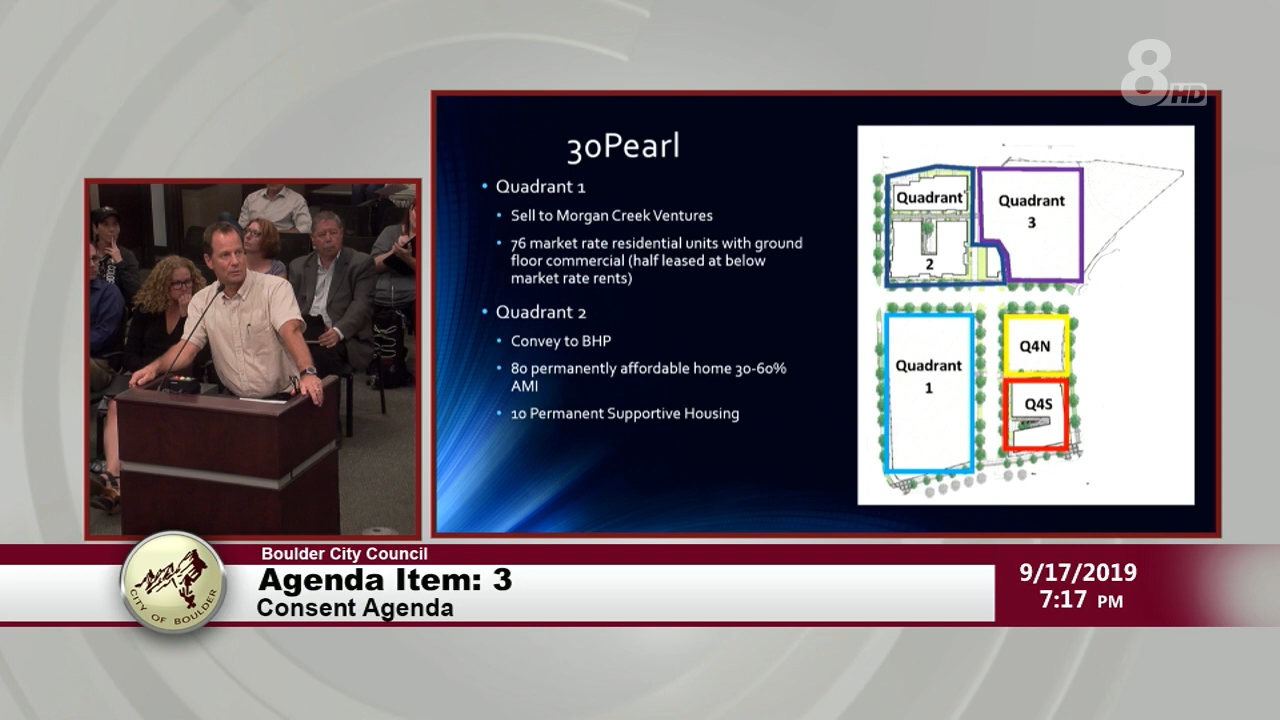 8
HD
30Pearl
• Quadrant 1
• Sell to Morgan Creek Ventures
• 76 market rate residential units with ground
floor commercial (half leased at below
market rate rents)
• Quadrant 2
• Convey to BHP
• 80 permanently affordable home 30-60%
AMI
• 10 Permanent Supportive Housing
Quadrant
2
Quadrant
3
Quadrant
1
Q4N
Q4S
Boulder City Council
Agenda Item: 3
Consent Agenda
9/17/2019
7:17 PM
CITY OF BOULDER